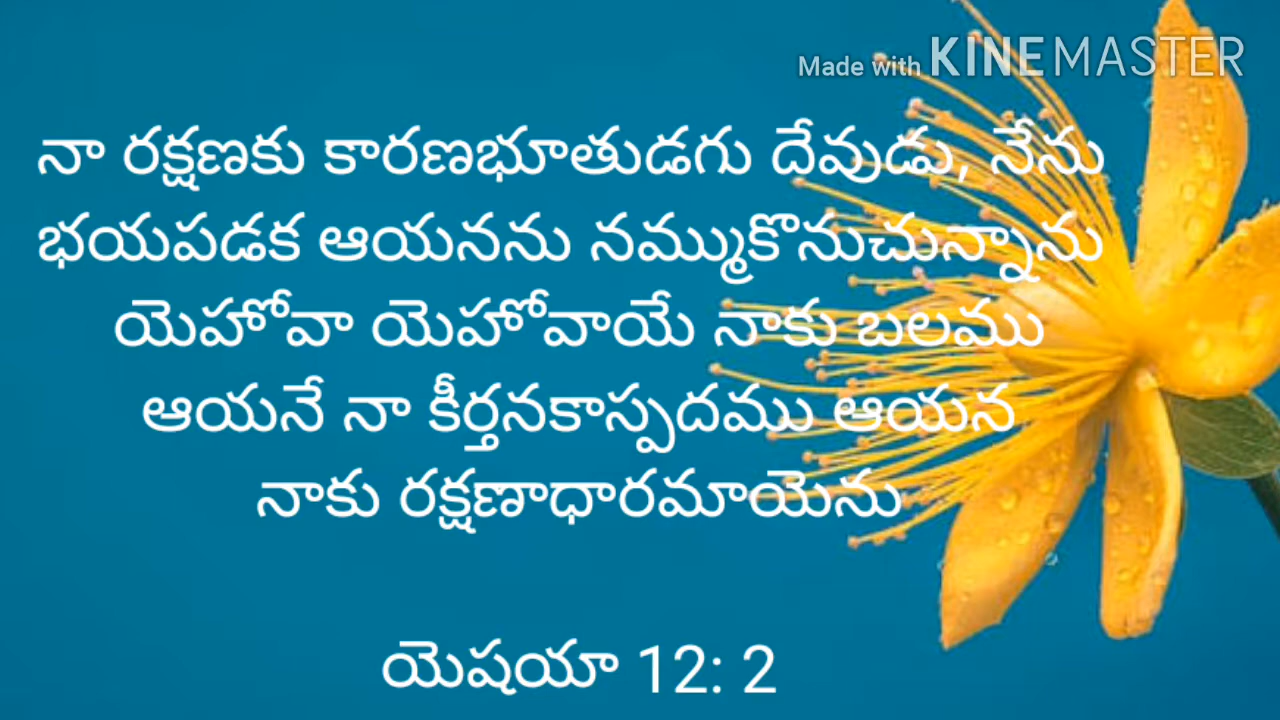 Made with KINEMASTER
నా రక్షణకు కారణభూతుడగు దేవుడు, నేను
భయపడక ఆయనను నమ్ముకొనుచున్నాను
యెహోవా యెహోవాయే నాకు బలము
ఆయనే నా కీర్తనకాస్పదము ఆయన
నాకు రక్షణాధారమాయెను
యెషయా 12: 2